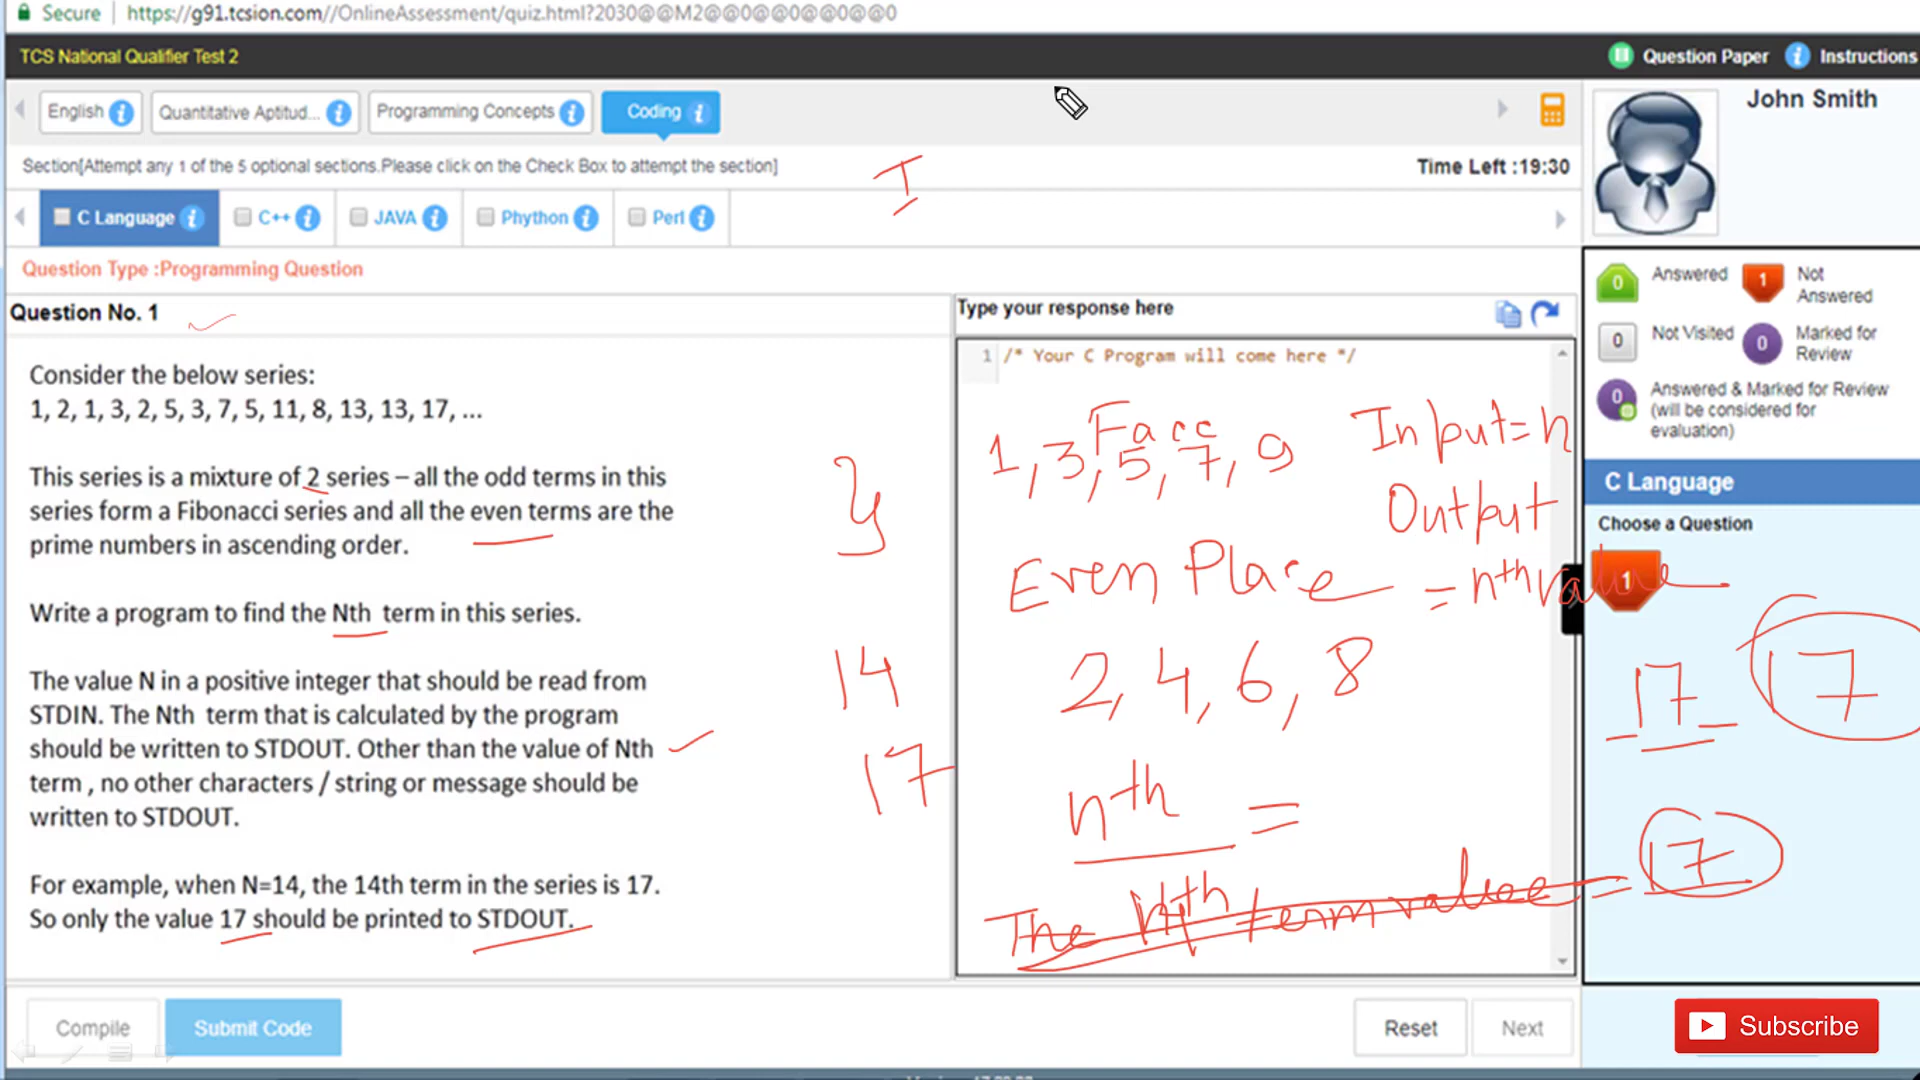 Secure
https://g91.tcsion.com//OnlineAssessment/quiz.html?2030@@M2@@0@@0@@0@@0
TCS National Qualifier Test 2
Question Paper
Instructions
English
Quantitative Aptitud...
Programming Concepts
Coding
John Smith
Section[Attempt any 1 of the 5 optional sections.Please click on the Check Box to attempt the section]
Time Left :19:30
I
C Language
C++
JAVA
Phython
Perl
Question Type :Programming Question
Question No. 1
Type your response here
Consider the below series:
1, 2, 1, 3, 2, 5, 3, 7, 5, 11, 8, 13, 13, 17, ...
This series is a mixture of 2 series – all the odd terms in this
series form a Fibonacci series and all the even terms are the
prime numbers in ascending order.
Write a program to find the Nth term in this series.
The value N in a positive integer that should be read from
STDIN. The Nth term that is calculated by the program
should be written to STDOUT. Other than the value of Nth
term , no other characters / string or message should be
written to STDOUT.
For example, when N=14, the 14th term in the series is 17.
So only the value 17 should be printed to STDOUT.
14
17
1 /* Your C Program will come here */
Facc
1, 3, 5, 7, 9
Input = n
Output
= nth value
Even Place
2, 4, 6, 8
nth =
The Nth term value = 17
0 Answered
1 Not
Answered
0 Not Visited
0 Marked for
Review
0 Answered & Marked for Review
(will be considered for
evaluation)
C Language
Choose a Question
1
17
17
Compile
Submit Code
Reset
Next
Subscribe